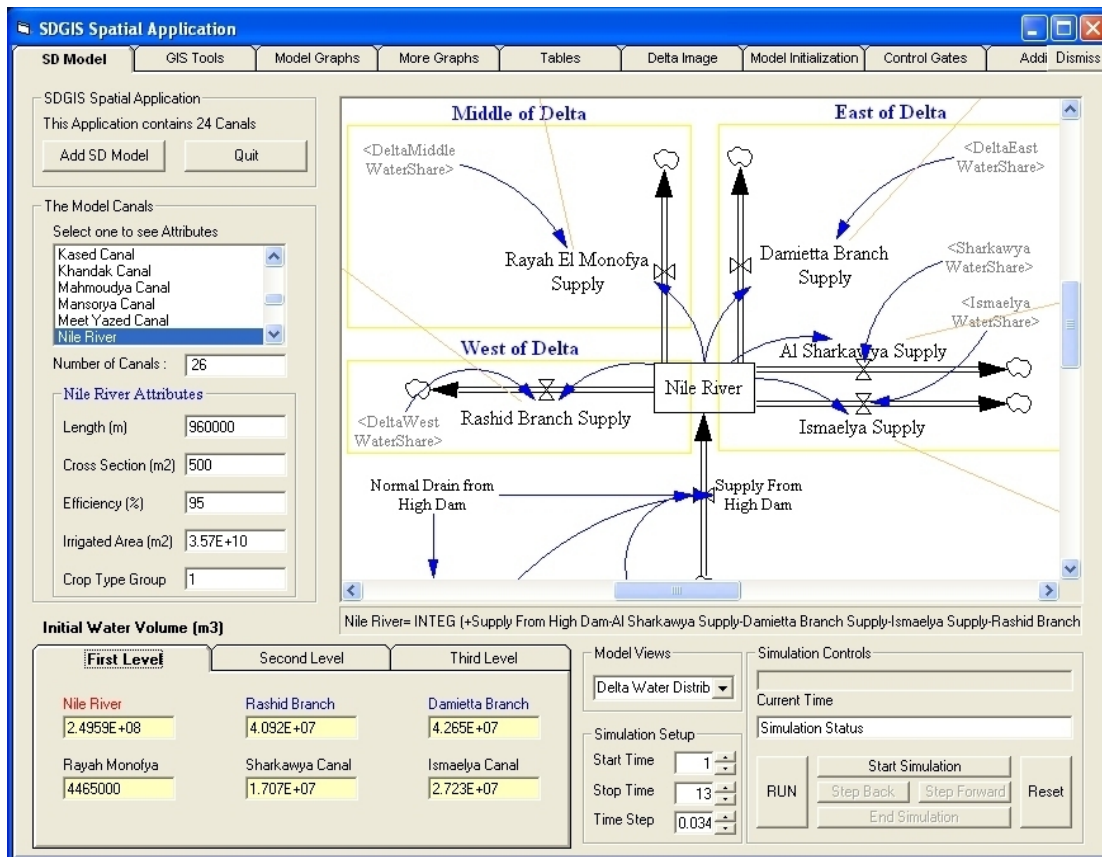 SDGIS Spatial Application
SD Model
GIS Tools
Model Graphs
More Graphs
Tables
Delta Image
Model Initialization
Control Gates
Addi
Dismiss
SDGIS Spatial Application
This Application contains 24 Canals
Add SD Model
Quit
The Model Canals
Select one to see Attributes
Kased Canal
Khandak Canal
Mahmoudya Canal
Mansorya Canal
Meet Yazed Canal
Nile River
Number of Canals : 26
Nile River Attributes
Length (m) 960000
Cross Section (m2) 500
Efficiency (%) 95
Irrigated Area (m2) 3.57E+10
Crop Type Group 1
Middle of Delta
<DeltaMiddle
WaterShare>
Rayah El Monofya
Supply
East of Delta
<DeltaEast
WaterShare>
Damietta Branch
Supply
<Sharkawya
WaterShare>
<Ismaelya
WaterShare>
Al Sharkawya Supply
West of Delta
Nile River
<DeltaWest
WaterShare>
Rashid Branch Supply
Ismaelya Supply
Normal Drain from
High Dam
Supply From
High Dam
Nile River= INTEG (+Supply From High Dam-Al Sharkawya Supply-Damietta Branch Supply-Ismaelya Supply-Rashid Branch
Initial Water Volume (m3)
First Level
Second Level
Third Level
Nile River
2.4959E+08
Rashid Branch
4.092E+07
Damietta Branch
4.265E+07
Rayah Monofya
4465000
Sharkawya Canal
1.707E+07
Ismaelya Canal
2.723E+07
Model Views
Delta Water Distrib
Simulation Setup
Start Time 1
Stop Time 13
Time Step 0.034
Simulation Controls
Current Time
Simulation Status
RUN
Start Simulation
Step Back
Step Forward
End Simulation
Reset